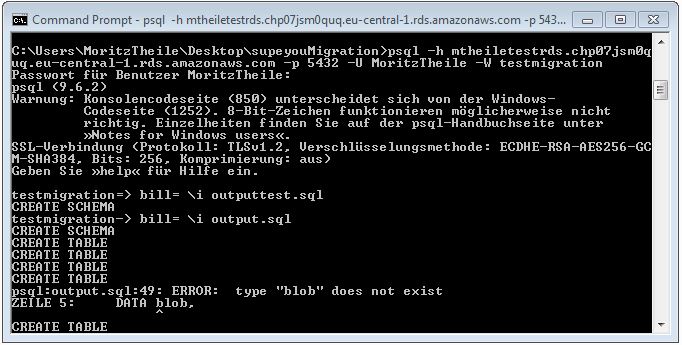 Command Prompt - psql -h mtheiletestrds.chp07jsm0quq.eu-central-1.rds.amazonaws.com -p 543...
C:\Users\MoritzTheile\Desktop\supeyouMigration>psql -h mtheiletestrds.chp07jsm0q
uq.eu-central-1.rds.amazonaws.com -p 5432 -U MoritzTheile -W testmigration
Passwort für Benutzer MoritzTheile:
psql (9.6.2)
Warnung: Konsolencodeseite (850) unterscheidet sich von der Windows-
Codeseite (1252). 8-Bit-Zeichen funktionieren möglicherweise nicht
richtig. Einzelheiten finden Sie auf der psql-Handbuchseite unter
»Notes for Windows users«.
SSL-Verbindung (Protokoll: TLSv1.2, Verschlüsselungsmethode: ECDHE-RSA-AES256-GC
M-SHA384, Bits: 256, Komprimierung: aus)
Geben Sie »help« für Hilfe ein.
testmigration=> bill= \i outputtest.sql
CREATE SCHEMA
testmigration-> bill= \i output.sql
CREATE SCHEMA
CREATE TABLE
CREATE TABLE
CREATE TABLE
CREATE TABLE
psql:output.sql:49: ERROR:  type "blob" does not exist
ZEILE 5:     DATA blob,
^
CREATE TABLE